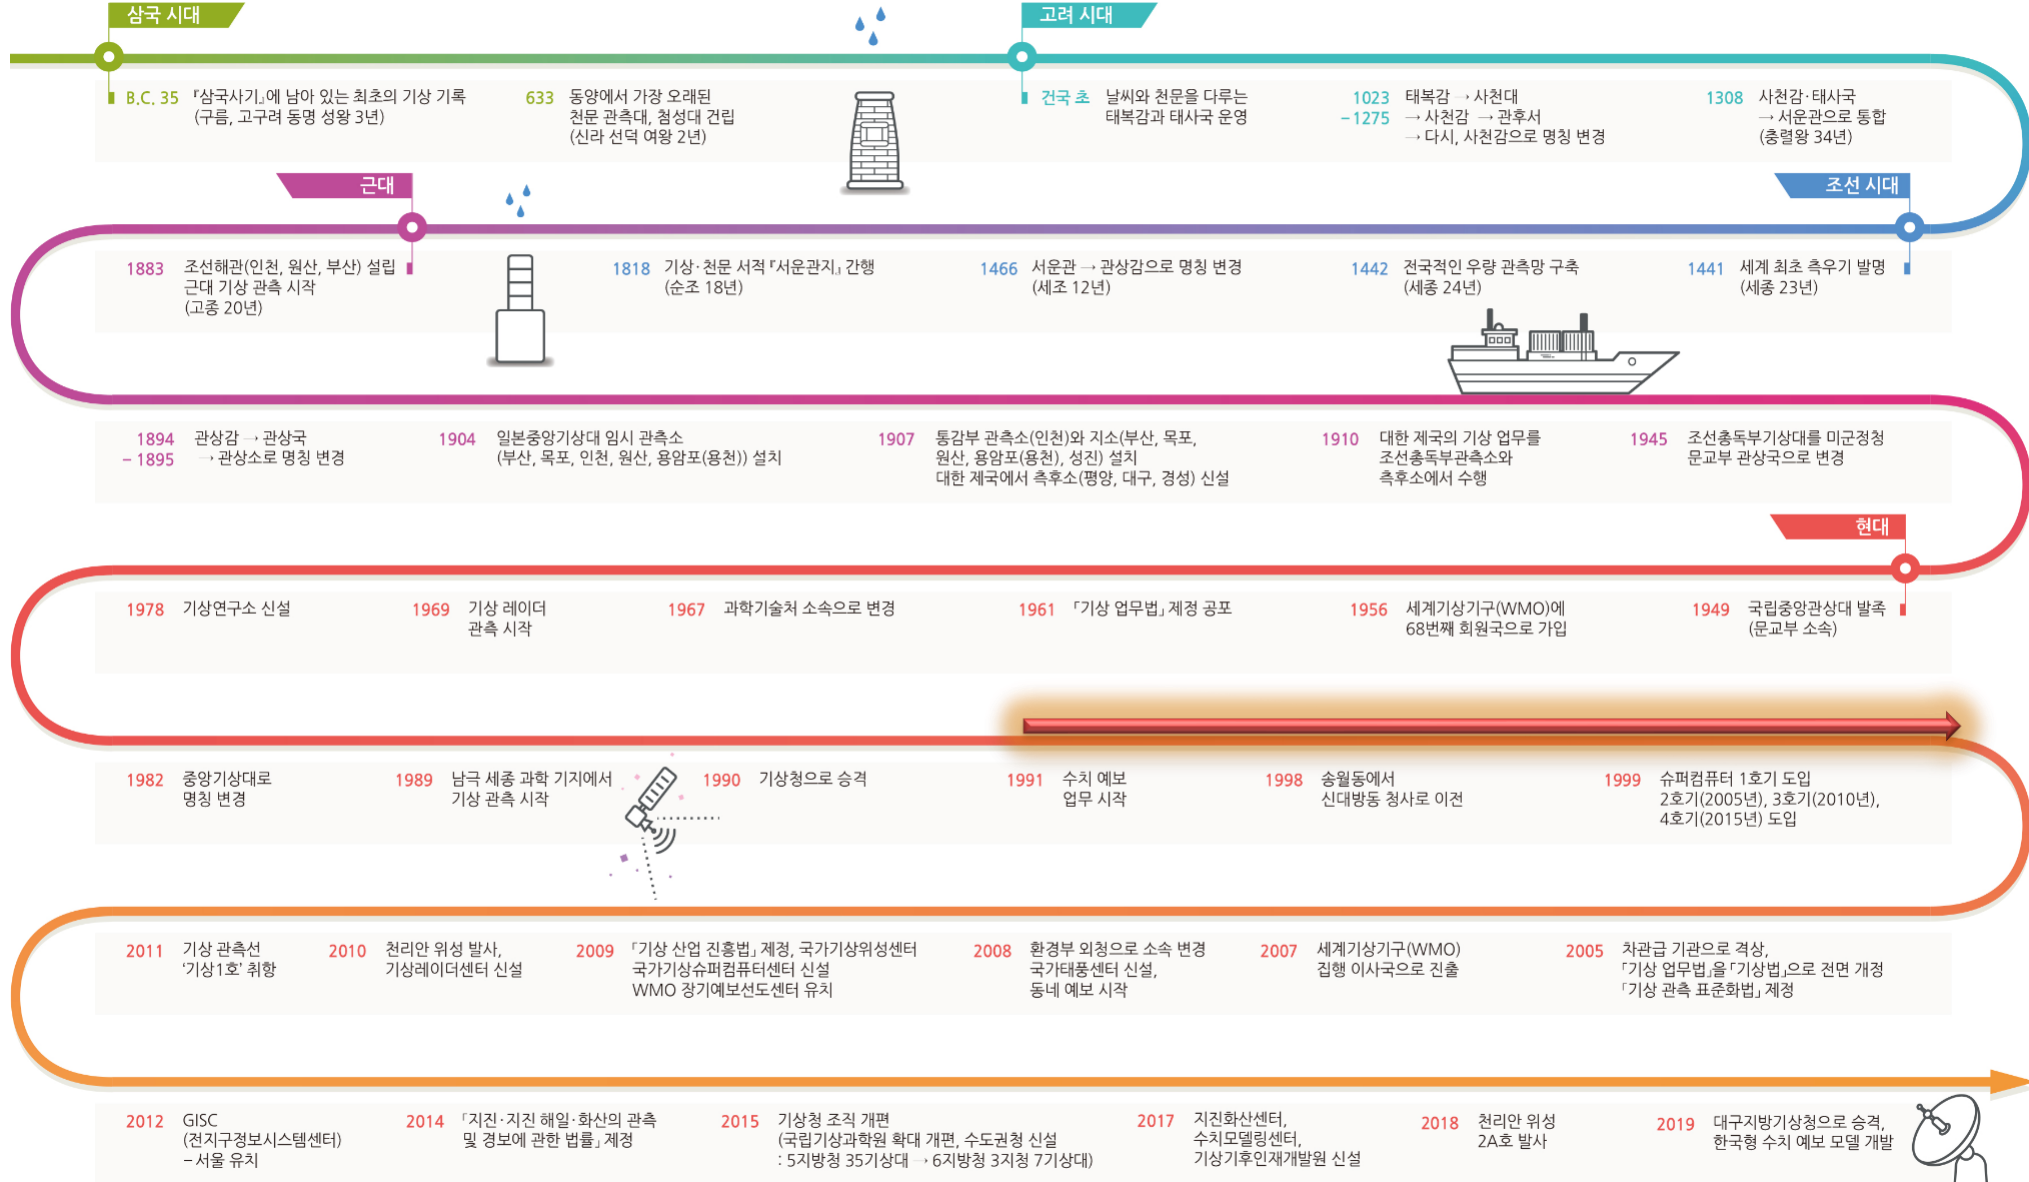 삼국 시대
B.C. 35 『삼국사기』에 남아 있는 최초의 기상 기록
(구름, 고구려 동명 성왕 3년)
633 동양에서 가장 오래된
천문 관측대, 첨성대 건립
(신라 선덕 여왕 2년)
고려 시대
건국 초 날씨와 천문을 다루는
태복감과 태사국 운영
1023 태복감 → 사천대
– 1275 → 사천감 → 관후서
→ 다시, 사천감으로 명칭 변경
1308 사천감·태사국
→ 서운관으로 통합
(충렬왕 34년)
조선 시대
1441 세계 최초 측우기 발명
(세종 23년)
1442 전국적인 우량 관측망 구축
(세종 24년)
1466 서운관 → 관상감으로 명칭 변경
(세조 12년)
1818 기상·천문 서적 『서운관지』 간행
(순조 18년)
근대
1883 조선해관(인천, 원산, 부산) 설립
근대 기상 관측 시작
(고종 20년)
1894 관상감 → 관상국
– 1895 → 관상소로 명칭 변경
1904 일본중앙기상대 임시 관측소
(부산, 목포, 인천, 원산, 용암포(용천)) 설치
1907 통감부 관측소(인천)와 지소(부산, 목포,
원산, 용암포(용천), 성진) 설치
대한 제국에서 측후소(평양, 대구, 경성) 신설
1910 대한 제국의 기상 업무를
조선총독부관측소와
측후소에서 수행
1945 조선총독부기상대를 미군정청
문교부 관상국으로 변경
현대
1949 국립중앙관상대 발족
(문교부 소속)
1956 세계기상기구(WMO)에
68번째 회원국으로 가입
1961 「기상 업무법」 제정 공포
1967 과학기술처 소속으로 변경
1969 기상 레이더
관측 시작
1978 기상연구소 신설
1982 중앙기상대로
명칭 변경
1989 남극 세종 과학 기지에서
기상 관측 시작
1990 기상청으로 승격
1991 수치 예보
업무 시작
1998 송월동에서
신대방동 청사로 이전
1999 슈퍼컴퓨터 1호기 도입
2호기(2005년), 3호기(2010년),
4호기(2015년) 도입
2005 차관급 기관으로 격상,
「기상 업무법」을 「기상법」으로 전면 개정
「기상 관측 표준화법」 제정
2007 세계기상기구(WMO)
집행 이사국으로 진출
2008 환경부 외청으로 소속 변경
국가태풍센터 신설,
동네 예보 시작
2009 「기상 산업 진흥법」 제정, 국가기상위성센터
국가기상슈퍼컴퓨터센터 신설
WMO 장기예보선도센터 유치
2010 천리안 위성 발사,
기상레이더센터 신설
2011 기상 관측선
‘기상1호’ 취항
2012 GISC
(전지구정보시스템센터)
– 서울 유치
2014 「지진·지진 해일·화산의 관측
및 경보에 관한 법률」 제정
2015 기상청 조직 개편
(국립기상과학원 확대 개편, 수도권청 신설
: 5지방청 35기상대 → 6지방청 3지청 7기상대)
2017 지진화산센터,
수치모델링센터,
기상기후인재개발원 신설
2018 천리안 위성
2A호 발사
2019 대구지방기상청으로 승격,
한국형 수치 예보 모델 개발